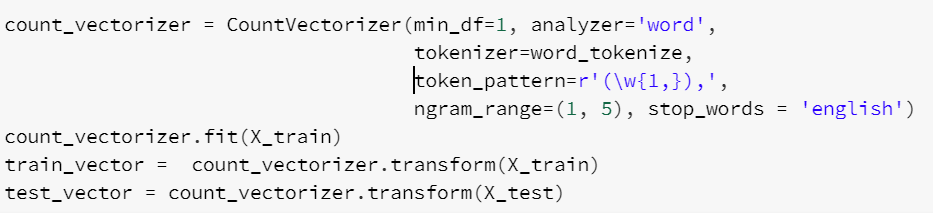 count_vectorizer = CountVectorizer(min_df=1, analyzer='word',
tokenizer=word_tokenize,
token_pattern=r'(\w{1,}),',
ngram_range=(1, 5), stop_words = 'english')
count_vectorizer.fit(X_train)
train_vector =  count_vectorizer.transform(X_train)
test_vector = count_vectorizer.transform(X_test)